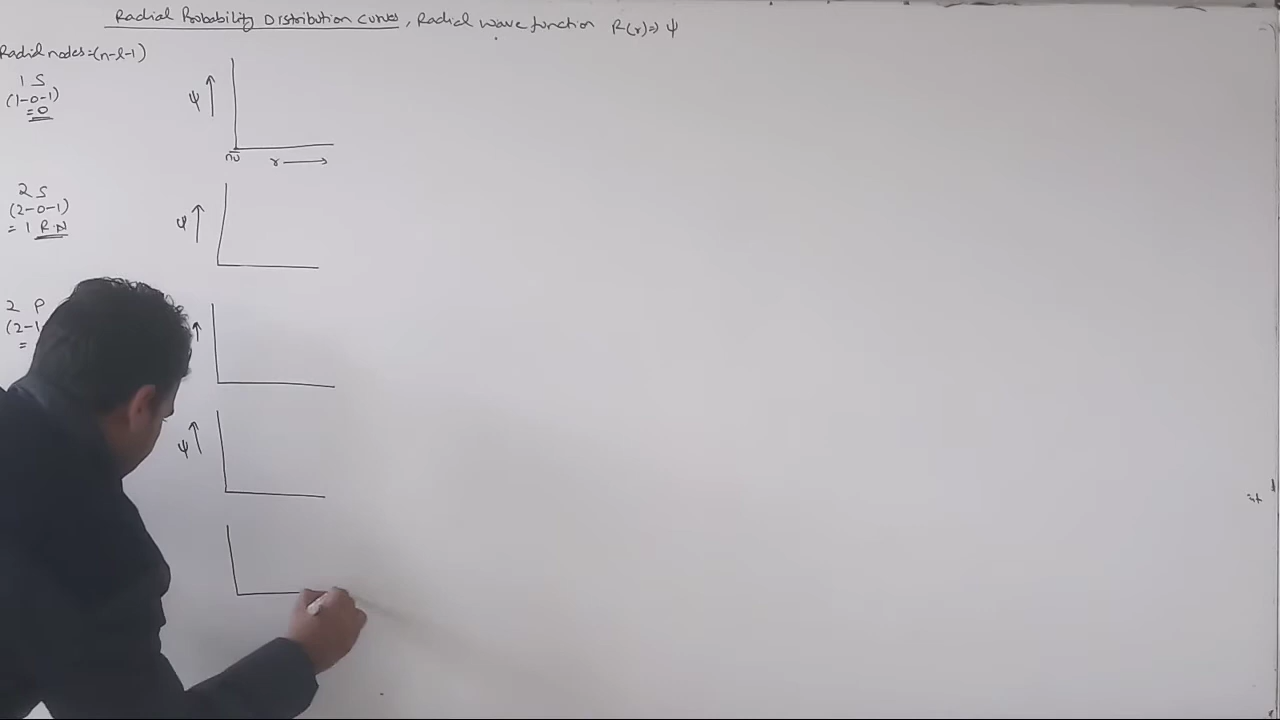 Radial Probability Distribution curves, Radial wave function R(r)⇒ ψ
Radial nodes=(n-l-1)
1 S
(1-0-1)
=0
ψ
r
2 S
(2-0-1)
= 1 R.N
ψ
2 P
(2-1
=
ψ